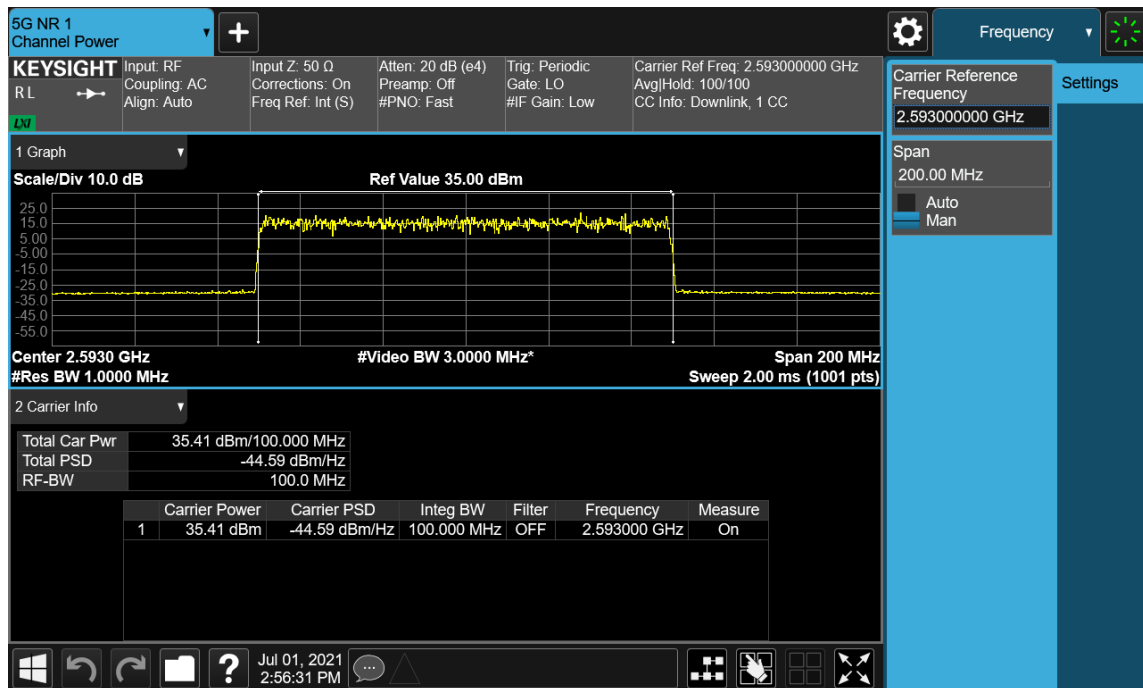 5G NR 1
Channel Power
+
Frequency
KEYSIGHT
R L
LXI
Input: RF
Coupling: AC
Align: Auto
Input Z: 50 Ω
Corrections: On
Freq Ref: Int (S)
Atten: 20 dB (e4)
Preamp: Off
#PNO: Fast
Trig: Periodic
Gate: LO
#IF Gain: Low
Carrier Ref Freq: 2.593000000 GHz
Avg|Hold: 100/100
CC Info: Downlink, 1 CC
Carrier Reference
Frequency
2.593000000 GHz
Settings
Span
200.00 MHz
Auto
Man
1 Graph
Scale/Div 10.0 dB
Ref Value 35.00 dBm
25.0
15.0
5.00
-5.00
-15.0
-25.0
-35.0
-45.0
-55.0
Center 2.5930 GHz
#Video BW 3.0000 MHz*
Span 200 MHz
#Res BW 1.0000 MHz
Sweep 2.00 ms (1001 pts)
2 Carrier Info
Total Car Pwr 35.41 dBm/100.000 MHz
Total PSD -44.59 dBm/Hz
RF-BW 100.0 MHz
Carrier Power Carrier PSD Integ BW Filter Frequency Measure
1 35.41 dBm -44.59 dBm/Hz 100.000 MHz OFF 2.593000 GHz On
?
Jul 01, 2021
2:56:31 PM